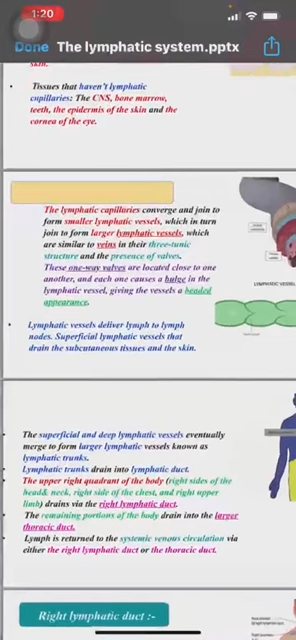 1:20
Done The lymphatic system.pptx
skin.
• Tissues that haven't lymphatic
capillaries: The CNS, bone marrow,
teeth, the epidermis of the skin and the
cornea of the eye.
The lymphatic capillaries converge and join to
form smaller lymphatic vessels, which in turn
join to form larger lymphatic vessels, which
are similar to veins in their three-tunic
structure and the presence of valves.
These one-way valves are located close to one
another, and each one causes a bulge in the
lymphatic vessel, giving the vessels a beaded
appearance.
LYMPHATIC VESSEL
• Lymphatic vessels deliver lymph to lymph
nodes. Superficial lymphatic vessels that
drain the subcutaneous tissues and the skin.
The superficial and deep lymphatic vessels eventually
merge to form larger lymphatic vessels known as
lymphatic trunks.
Lymphatic trunks drain into lymphatic duct.
The upper right quadrant of the body (right sides of the
head& neck, right side of the chest, and right upper
limb) drains via the right lymphatic duct.
The remaining portions of the body drain into the larger
thoracic duct.
Lymph is returned to the systemic venous circulation via
either the right lymphatic duct or the thoracic duct.
Right lymphatic duct :-